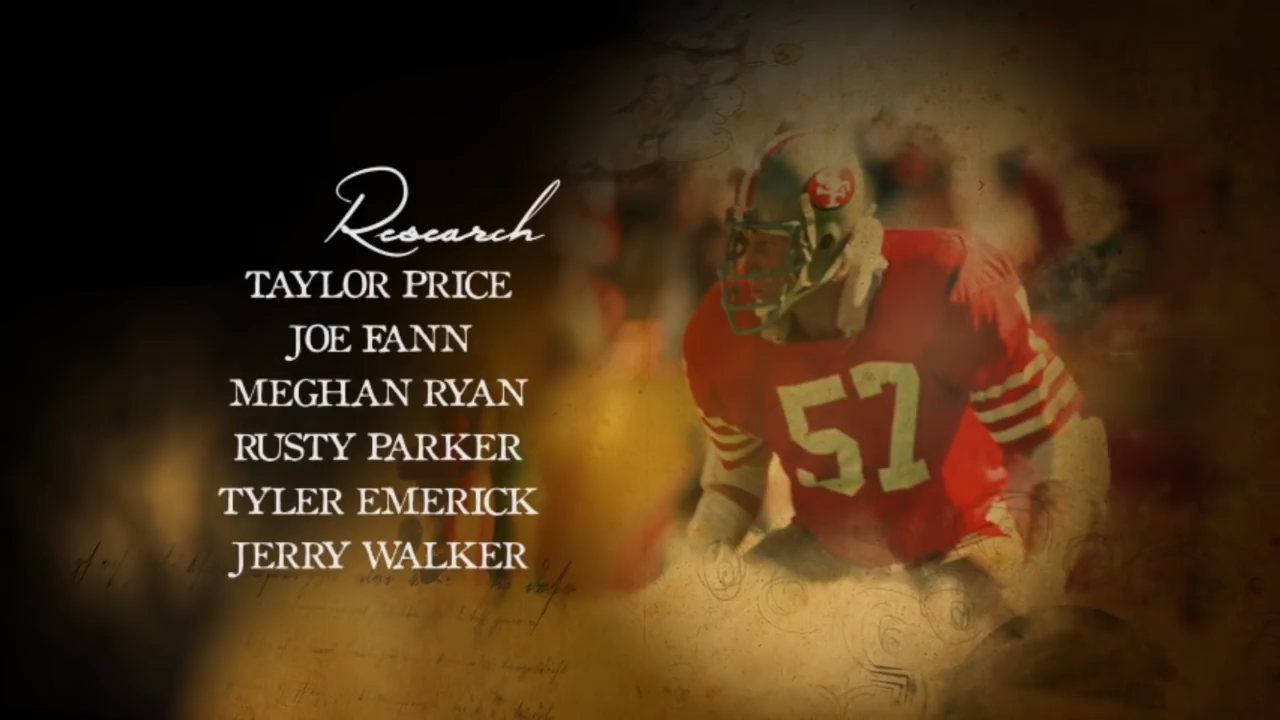 Research
TAYLOR PRICE
JOE FANN
MEGHAN RYAN
RUSTY PARKER
TYLER EMERICK
JERRY WALKER
57